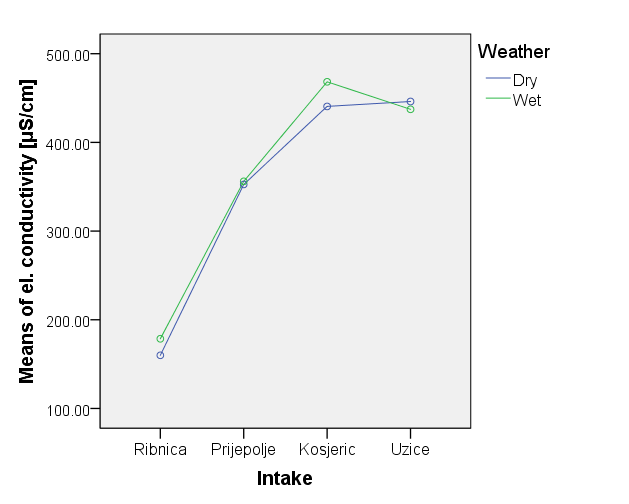 Means of el. conductivity [µS/cm]
500.00
400.00
300.00
200.00
100.00
Ribnica
Prijepolje
Kosjeric
Uzice
Intake
Weather
Dry
Wet